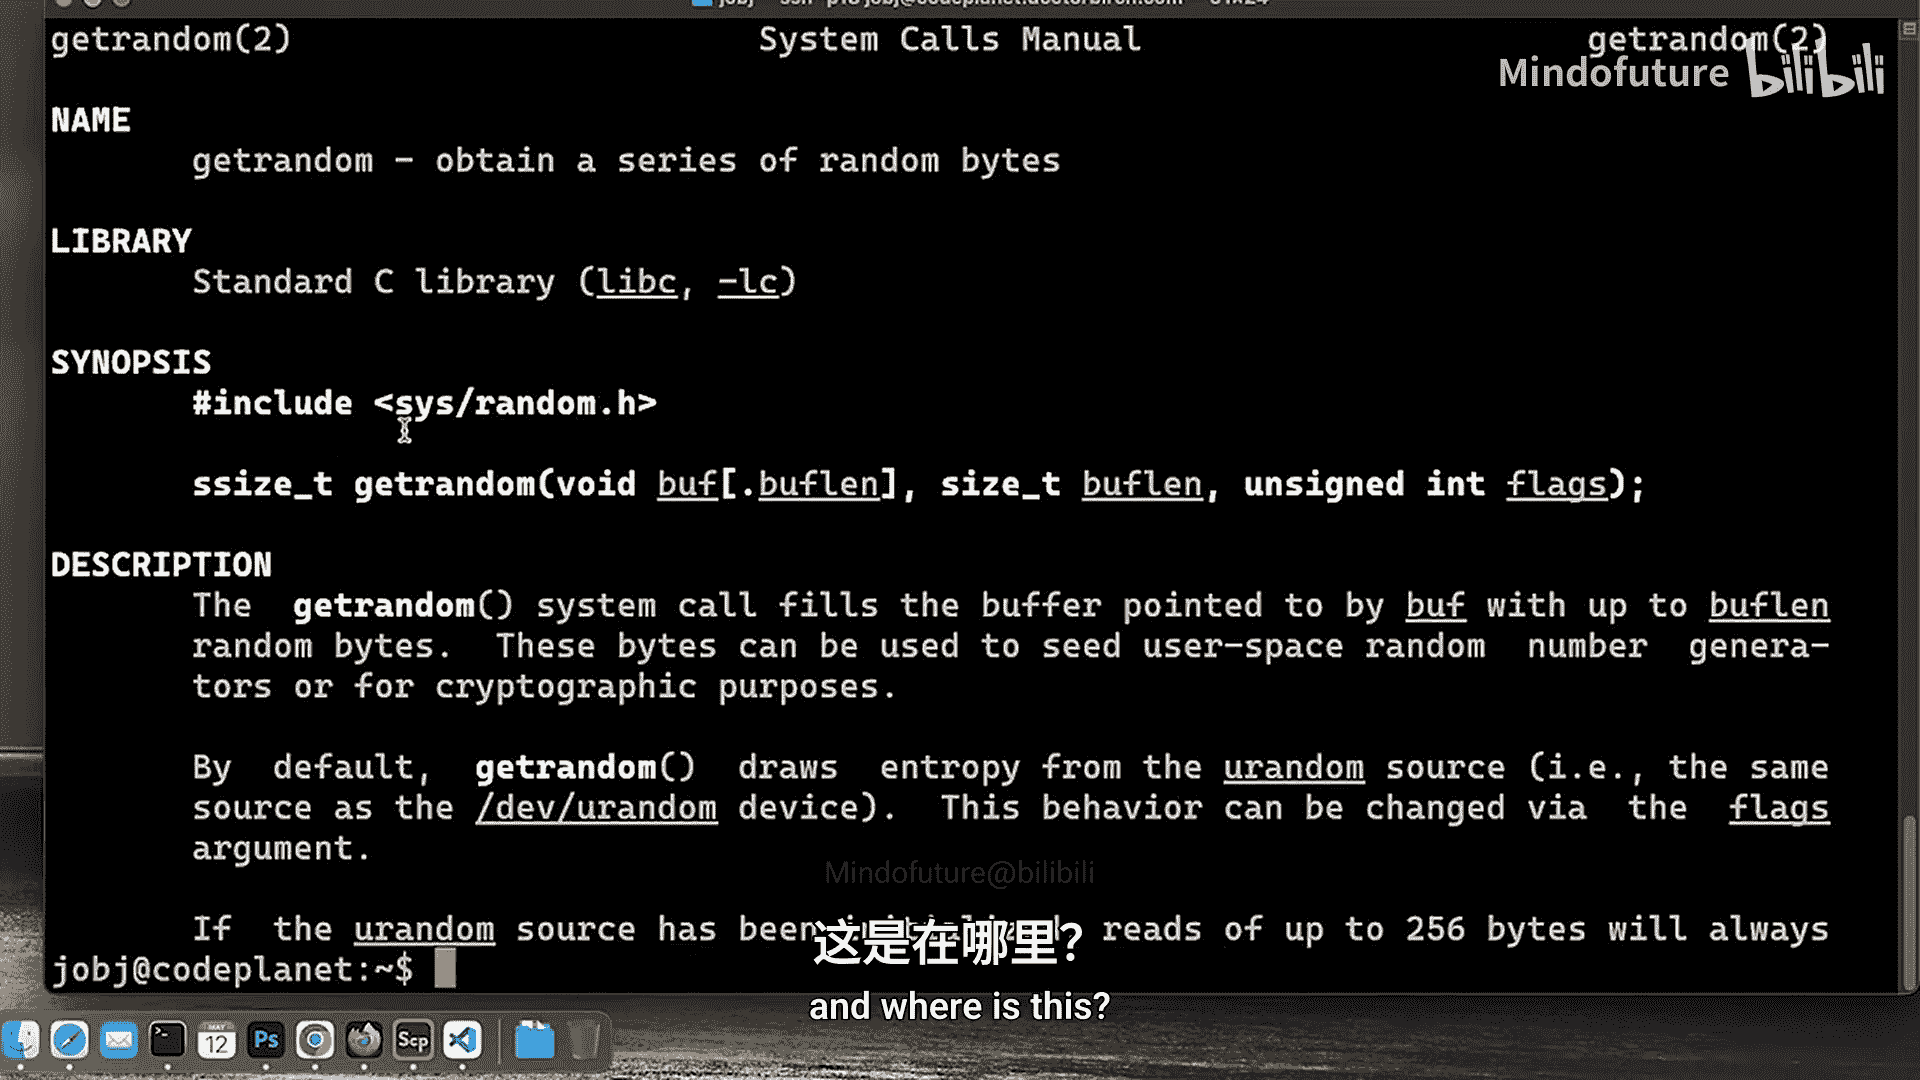 getrandom(2) System Calls Manual getrandom(2)
Mindofuture bilibili
NAME
getrandom - obtain a series of random bytes
LIBRARY
Standard C library (libc, -lc)
SYNOPSIS
#include <sys/random.h>
ssize_t getrandom(void buf[.buflen], size_t buflen, unsigned int flags);
DESCRIPTION
The getrandom() system call fills the buffer pointed to by buf with up to buflen
random bytes. These bytes can be used to seed user-space random number genera-
tors or for cryptographic purposes.
By default, getrandom() draws entropy from the urandom source (i.e., the same
source as the /dev/urandom device). This behavior can be changed via the flags
argument.
Mindofuture@bilibili
If the urandom source has been reads of up to 256 bytes will always
这是在哪里?
jobj@codeplanet:~$
and where is this?
MAY
12
Ps
Scp